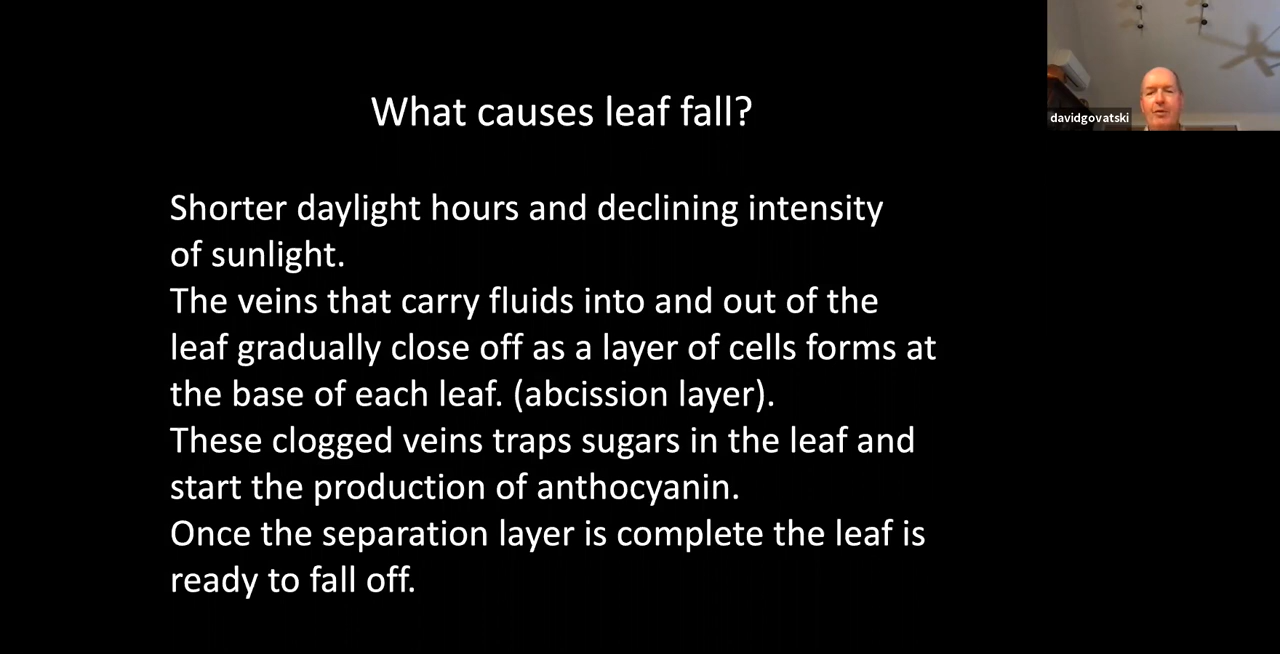 What causes leaf fall?
davidgovatski
Shorter daylight hours and declining intensity
of sunlight.
The veins that carry fluids into and out of the
leaf gradually close off as a layer of cells forms at
the base of each leaf. (abcission layer).
These clogged veins traps sugars in the leaf and
start the production of anthocyanin.
Once the separation layer is complete the leaf is
ready to fall off.